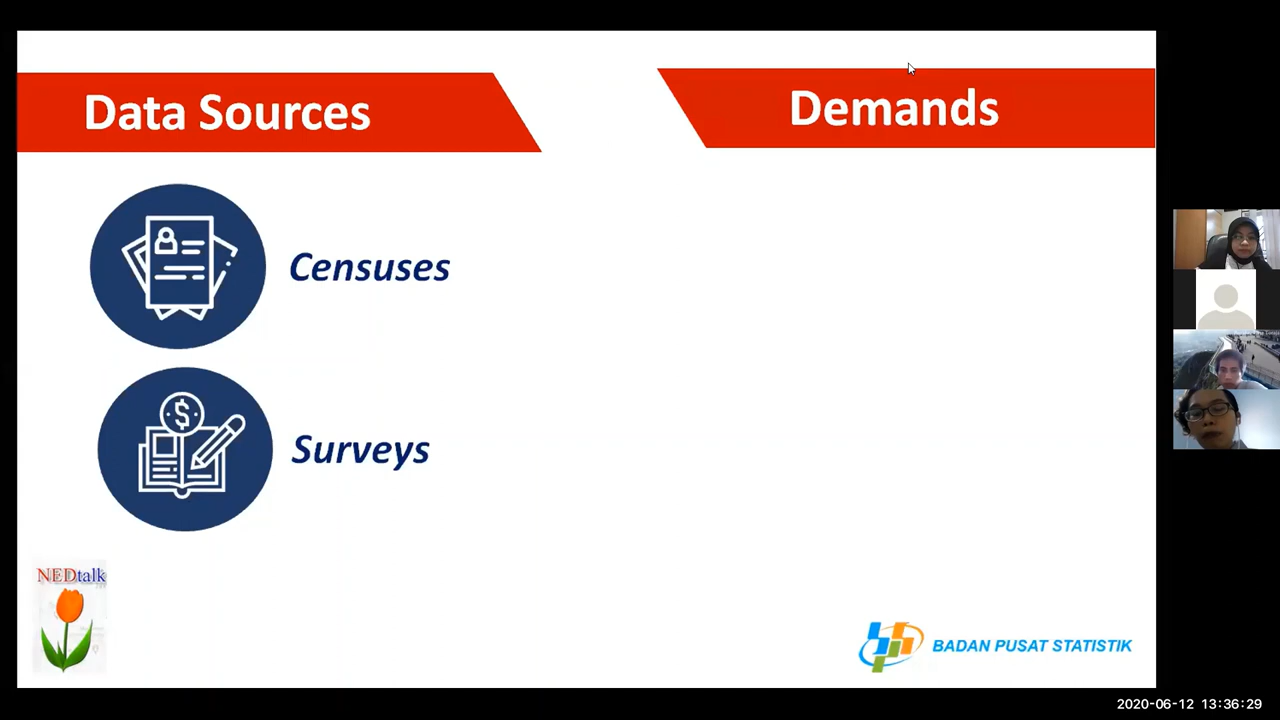 Data Sources
Demands
Censuses
$
Surveys
NEDtalk
BADAN PUSAT STATISTIK
2020-06-12 13:36:29